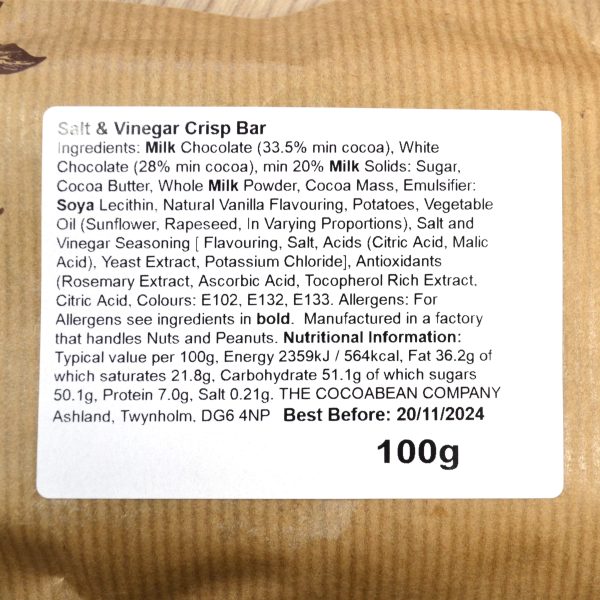 Salt & Vinegar Crisp Bar
Ingredients: Milk Chocolate (33.5% min cocoa), White
Chocolate (28% min cocoa), min 20% Milk Solids: Sugar,
Cocoa Butter, Whole Milk Powder, Cocoa Mass, Emulsifier:
Soya Lecithin, Natural Vanilla Flavouring, Potatoes, Vegetable
Oil (Sunflower, Rapeseed, In Varying Proportions), Salt and
Vinegar Seasoning [ Flavouring, Salt, Acids (Citric Acid, Malic
Acid), Yeast Extract, Potassium Chloride], Antioxidants
(Rosemary Extract, Ascorbic Acid, Tocopherol Rich Extract,
Citric Acid, Colours: E102, E132, E133. Allergens: For
Allergens see ingredients in bold. Manufactured in a factory
that handles Nuts and Peanuts. Nutritional Information:
Typical value per 100g, Energy 2359kJ / 564kcal, Fat 36.2g of
which saturates 21.8g, Carbohydrate 51.1g of which sugars
50.1g, Protein 7.0g, Salt 0.21g. THE COCOABEAN COMPANY
Ashland, Twynholm, DG6 4NP Best Before: 20/11/2024
100g